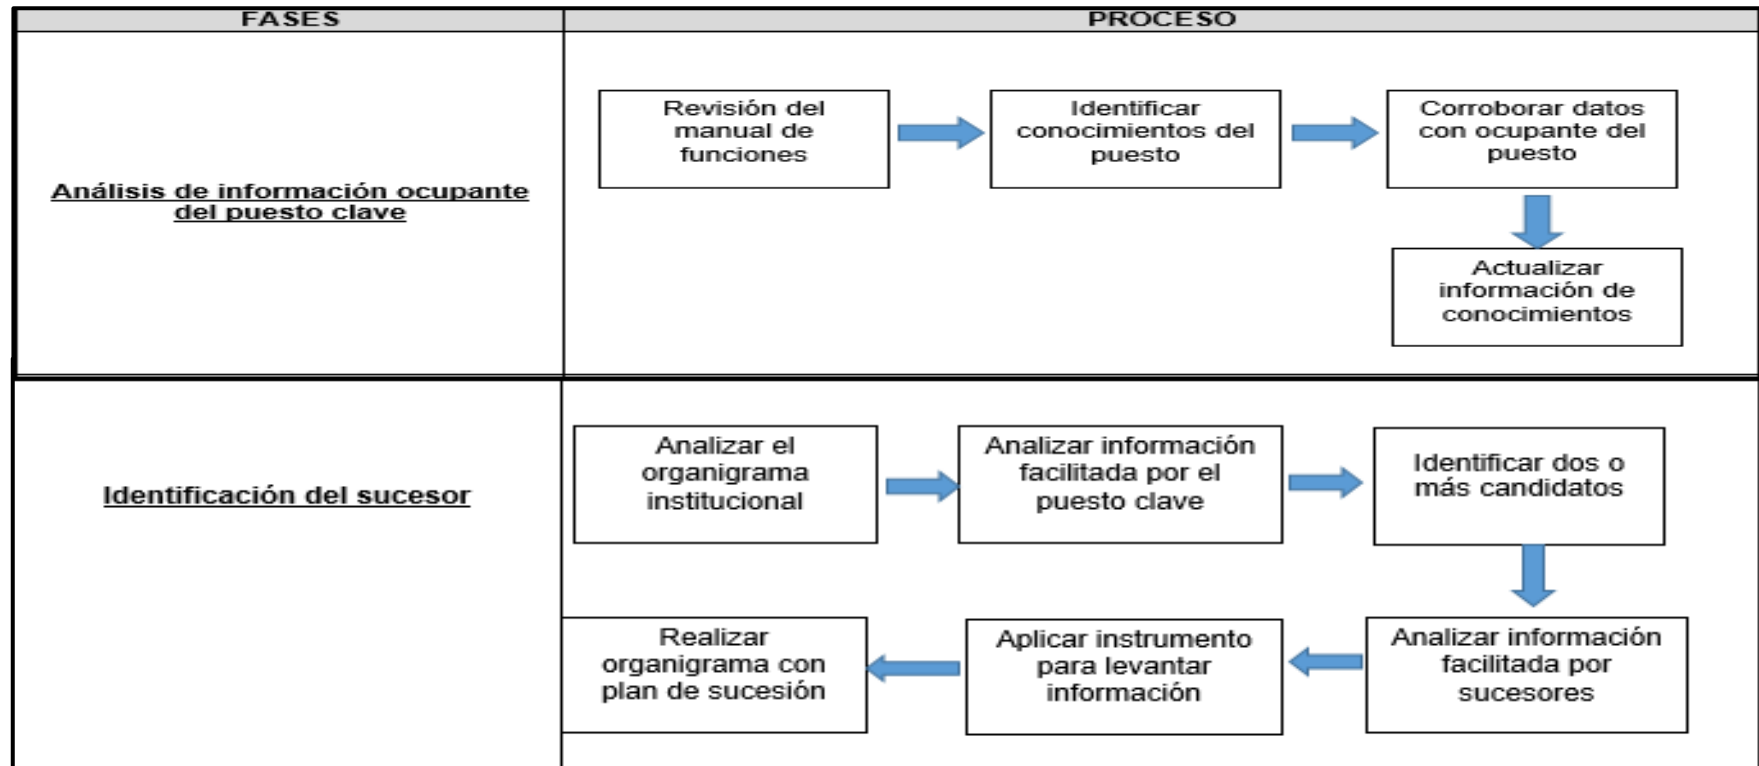 FASES
PROCESO
Análisis de información ocupante
del puesto clave
Revisión del
manual de
funciones
Identificar
conocimientos del
puesto
Corroborar datos
con ocupante del
puesto
Actualizar
información de
conocimientos
Identificación del sucesor
Analizar el
organigrama
institucional
Analizar información
facilitada por el
puesto clave
Identificar dos o
más candidatos
Analizar información
facilitada por
sucesores
Aplicar instrumento
para levantar
información
Realizar
organigrama con
plan de sucesión